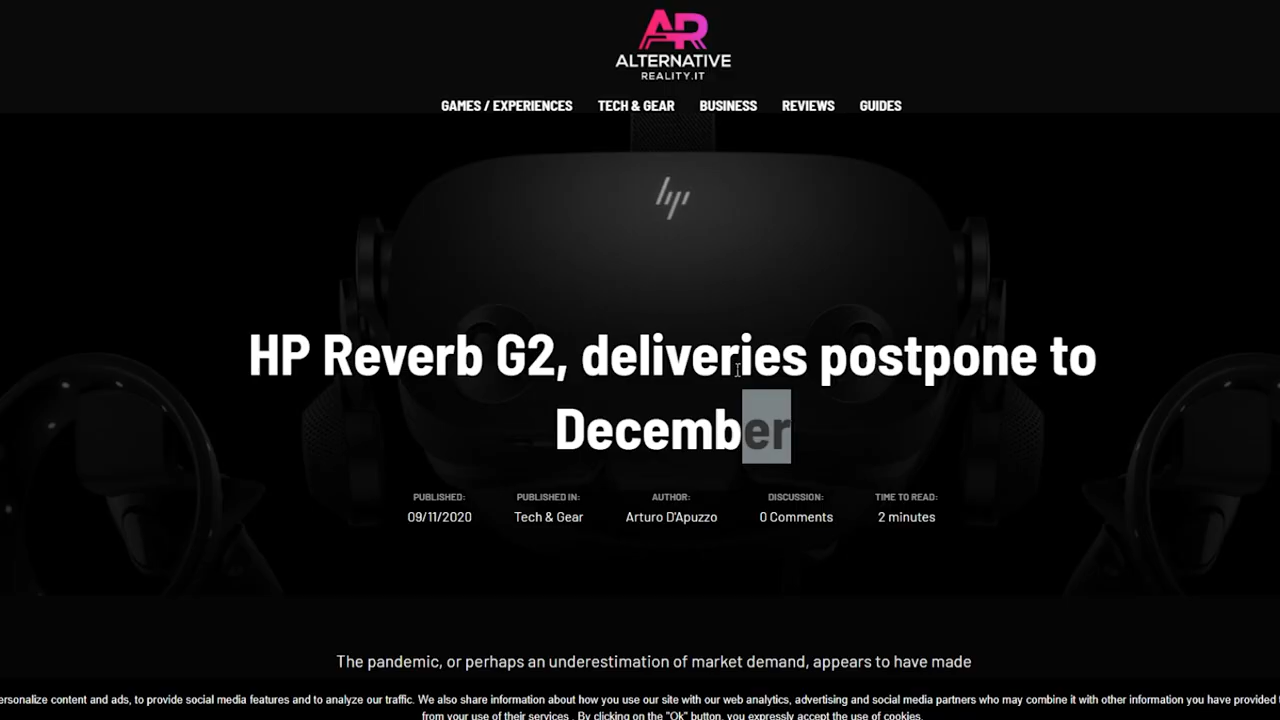 AR
ALTERNATIVE
REALITY.IT
GAMES / EXPERIENCES TECH & GEAR BUSINESS REVIEWS GUIDES
hp
HP Reverb G2, deliveries postpone to
December
PUBLISHED: PUBLISHED IN: AUTHOR: DISCUSSION: TIME TO READ:
09/11/2020 Tech & Gear Arturo D'Apuzzo 0 Comments 2 minutes
The pandemic, or perhaps an underestimation of market demand, appears to have made
ersonalize content and ads, to provide social media features and to analyze our traffic. We also share information about how you use our site with our web analytics, advertising and social media partners who may combine it with other information you have provided
from your use of their services . By clicking on the "Ok" button, you expressly accept the use of cookies.